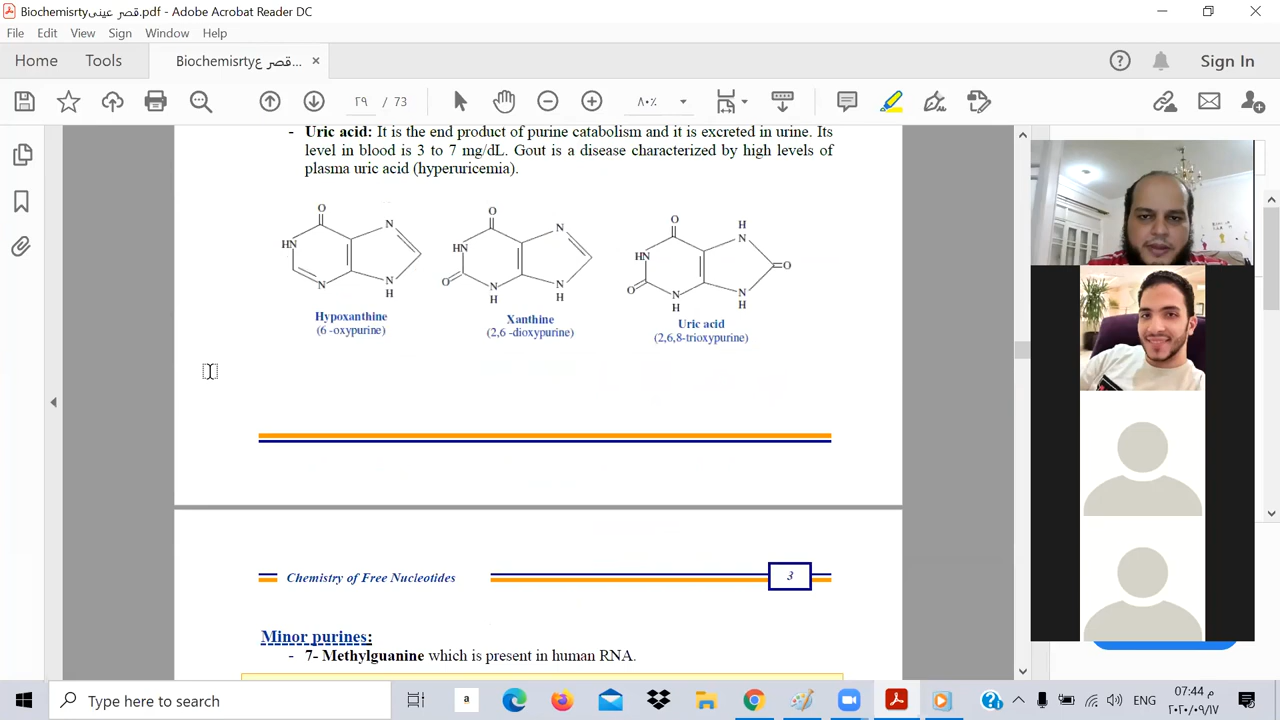 Biochemisrtyقصر عينى.pdf - Adobe Acrobat Reader DC
File Edit View Sign Window Help
Home Tools Biochemisrtyقصر ع... × Sign In
٢٩ / 73 ٨٠٪
- Uric acid: It is the end product of purine catabolism and it is excreted in urine. Its
level in blood is 3 to 7 mg/dL. Gout is a disease characterized by high levels of
plasma uric acid (hyperuricemia).
O HN N N N H
Hypoxanthine
(6 -oxypurine)
O HN O N H N N H
Xanthine
(2,6 -dioxypurine)
O HN O N H H N O N H
Uric acid
(2,6,8-trioxypurine)
Chemistry of Free Nucleotides 3
Minor purines:
- 7- Methylguanine which is present in human RNA.
Type here to search
ENG
07:44 م
٢٠٢٠/٠٩/١٧